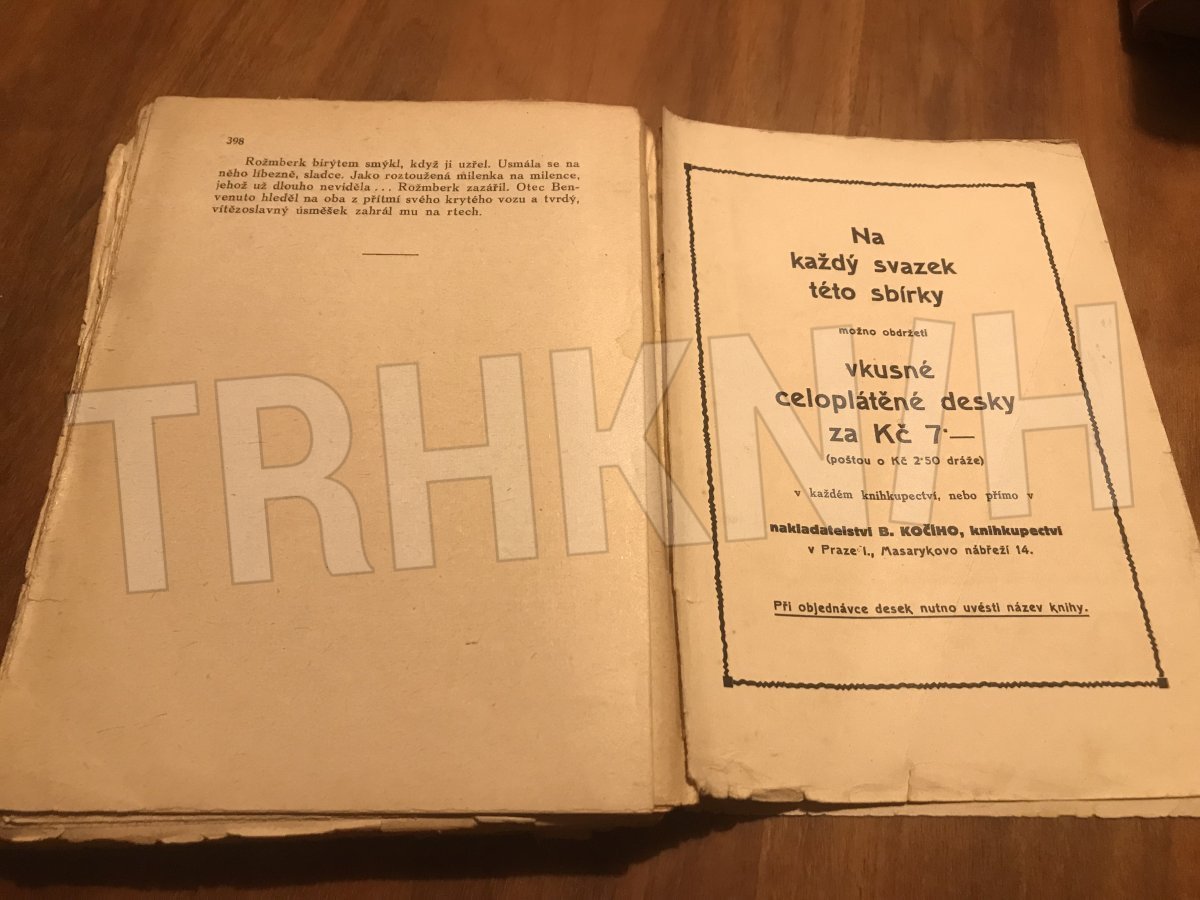 398
Rožmberk birýtem smýkl, když ji uzřel. Usmála se na
něho líbezně, sladce. Jako roztoužená milenka na milence,
jehož už dlouho neviděla ... Rožmberk zazářil. Otec Ben-
venuto hleděl na oba z přítmí svého krytého vozu a tvrdý,
vítězoslavný úsměšek zahrál mu na rtech.
Na
každý svazek
této sbírky
možno obdržeti
vkusné
celoplátěné desky
za Kč 7·—
(poštou o Kč 2·50 dráže)
v každém knihkupectví, nebo přímo v
nakladatelství B. KOČÍHO, knihkupectví
v Praze I., Masarykovo nábřeží 14.
Při objednávce desek nutno uvésti název knihy.
TRHKNIH